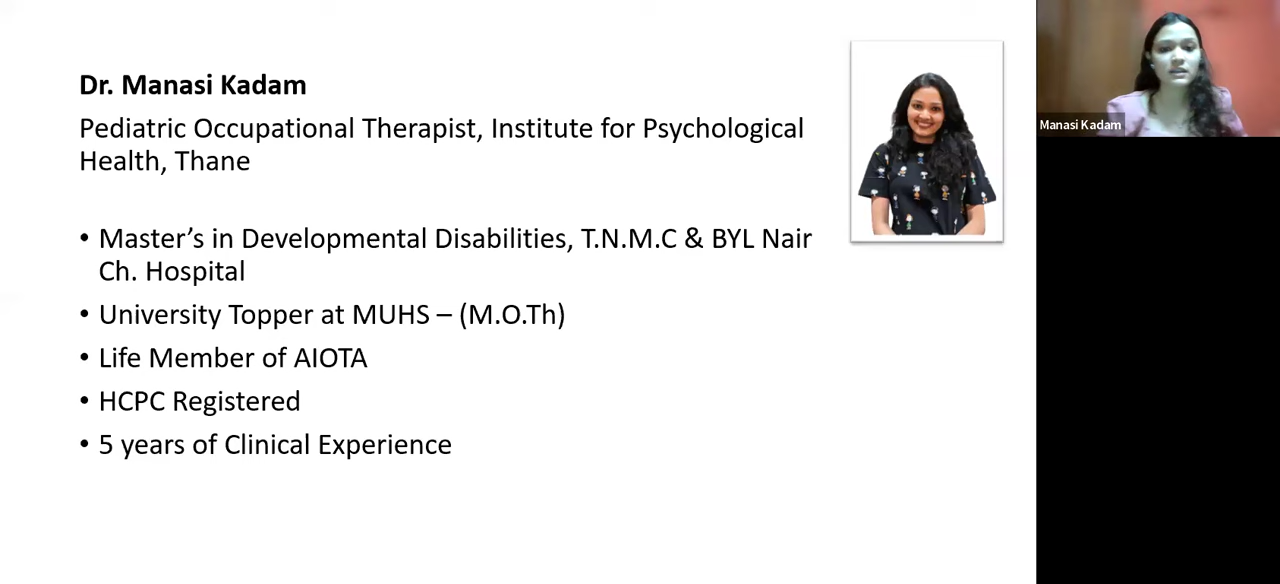 Dr. Manasi Kadam
Pediatric Occupational Therapist, Institute for Psychological
Health, Thane
• Master’s in Developmental Disabilities, T.N.M.C & BYL Nair
Ch. Hospital
• University Topper at MUHS – (M.O.Th)
• Life Member of AIOTA
• HCPC Registered
• 5 years of Clinical Experience
Manasi Kadam